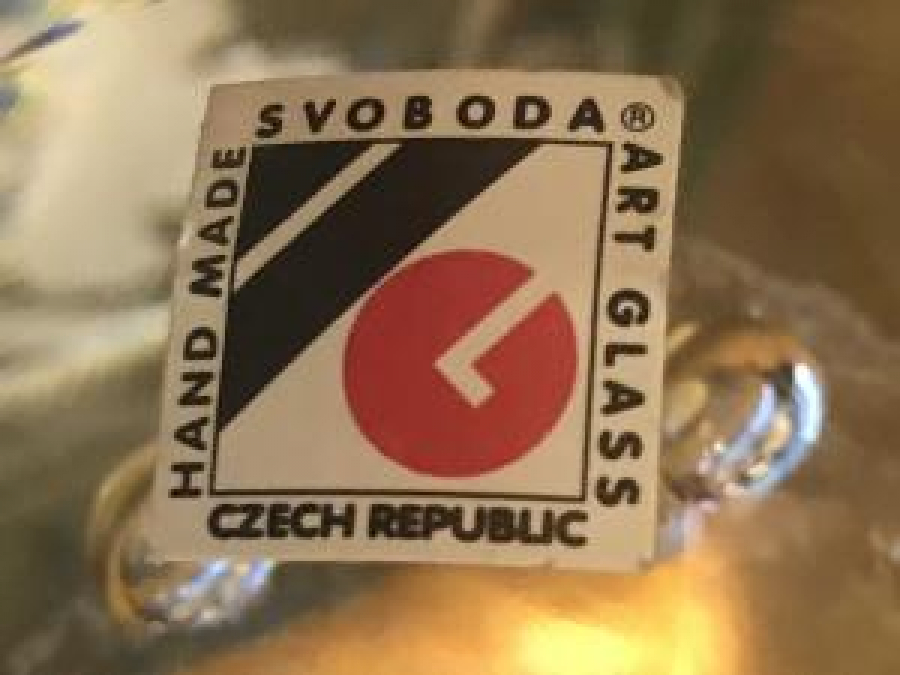 SVOBODA®
HAND MADE
ART GLASS
CZECH REPUBLIC